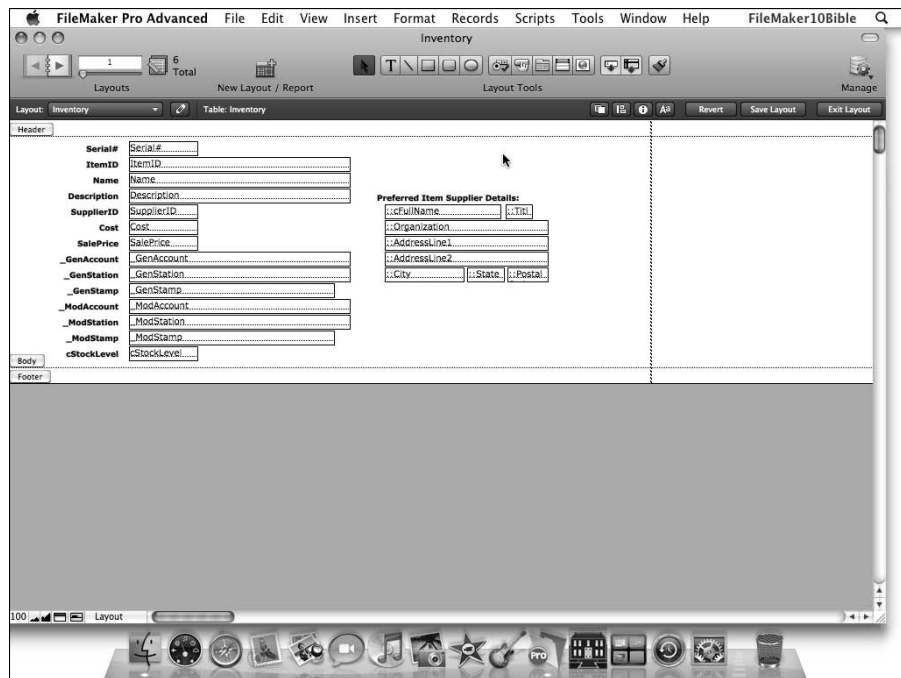 FileMaker Pro Advanced File Edit View Insert Format Records Scripts Tools Window Help FileMaker10Bible
Inventory
1
6
Total
Layouts New Layout / Report Layout Tools Manage
Layout: Inventory Table: Inventory Aa Revert Save Layout Exit Layout
Header
Serial# Serial#
ItemID ItemID
Name Name
Description Description Preferred Item Supplier Details:
SupplierID SupplierID ::cFullName ::Titl
Cost Cost ::Organization
SalePrice SalePrice ::AddressLine1
_GenAccount _GenAccount ::AddressLine2
_GenStation _GenStation ::City ::State ::Postal
_GenStamp _GenStamp
_ModAccount _ModAccount
_ModStation _ModStation
_ModStamp _ModStamp
cStockLevel cStockLevel
Body
Footer
100 Layout
PRO